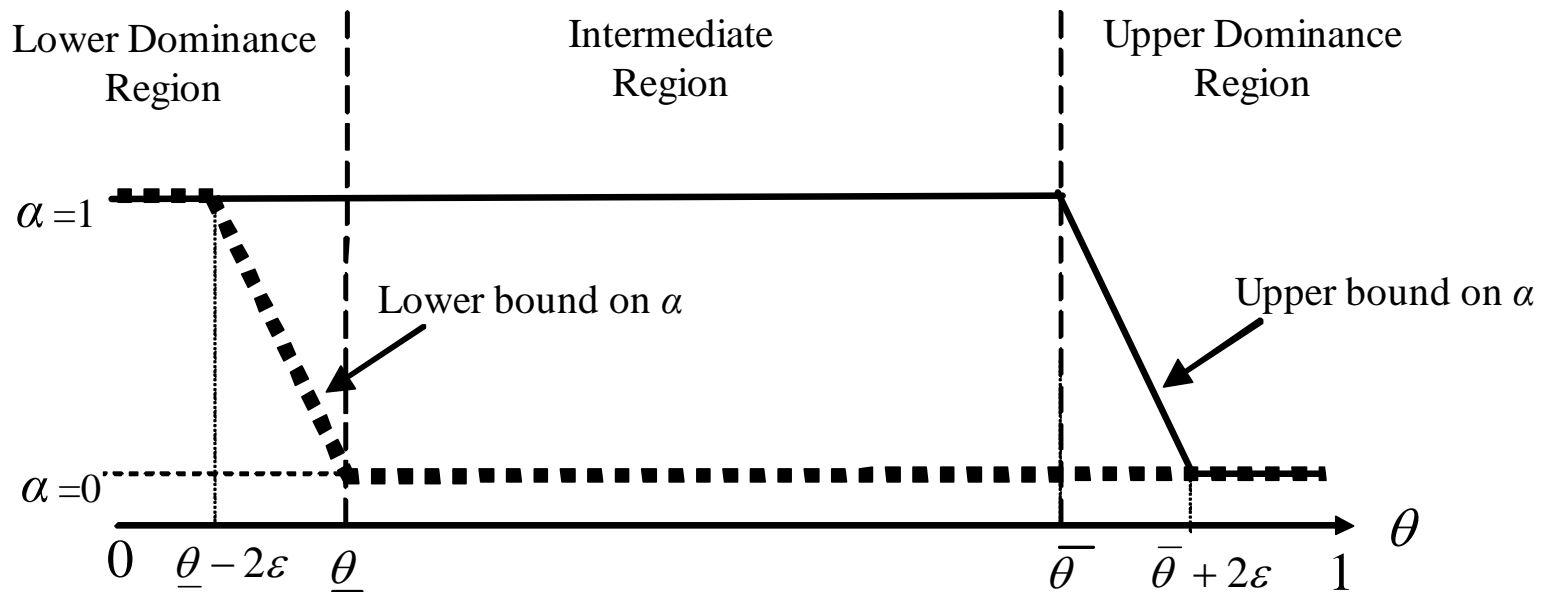 Lower Dominance
Region
Intermediate
Region
Upper Dominance
Region
α =1
Lower bound on α
Upper bound on α
α =0
0 θ̲ − 2ε θ̲ θ̅ θ̅ + 2ε 1 θ